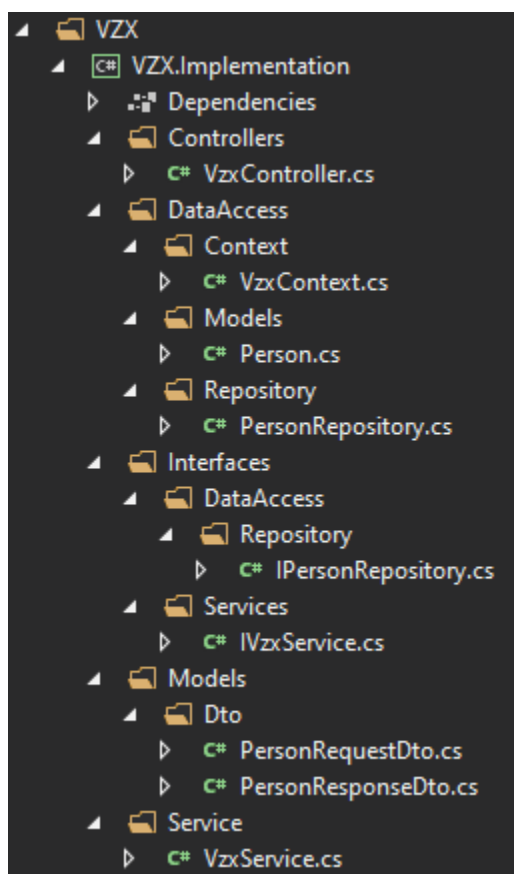 VZX
C# VZX.Implementation
Dependencies
Controllers
C# VzxController.cs
DataAccess
Context
C# VzxContext.cs
Models
C# Person.cs
Repository
C# PersonRepository.cs
Interfaces
DataAccess
Repository
C# IPersonRepository.cs
Services
C# IVzxService.cs
Models
Dto
C# PersonRequestDto.cs
C# PersonResponseDto.cs
Service
C# VzxService.cs